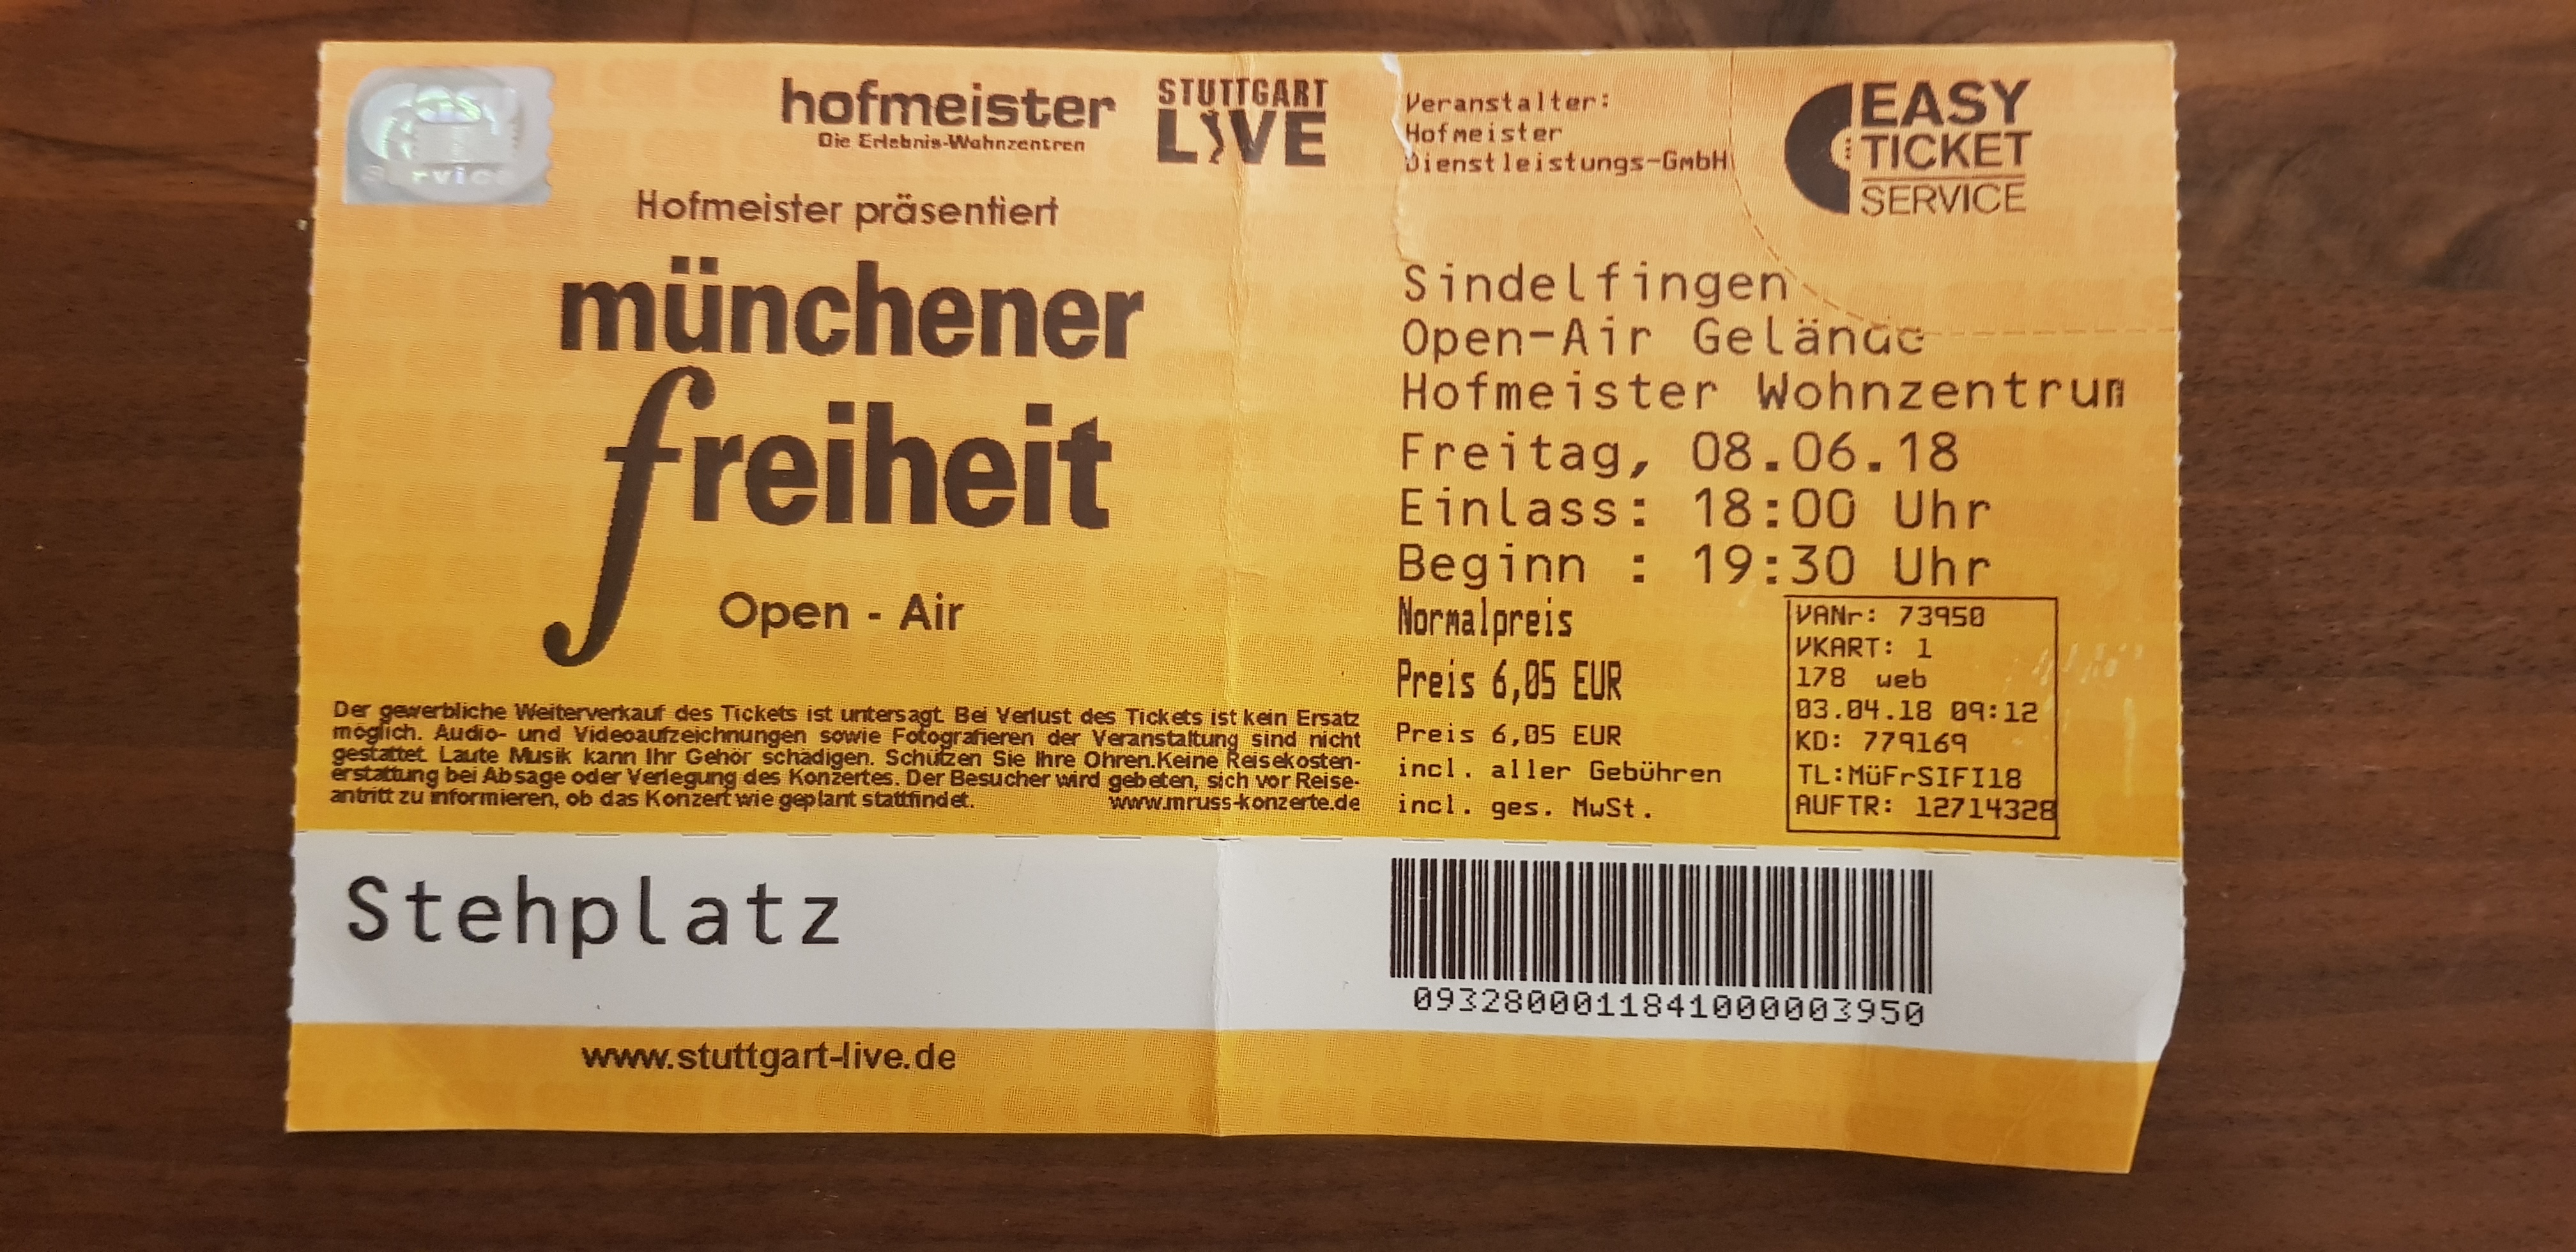 Service
hofmeister
Die Erlebnis-Wohnzentren
STUTTGART
LIVE
Hofmeister präsentiert
münchener
freiheit
Open - Air
Der gewerbliche Weiterverkauf des Tickets ist untersagt. Bei Verlust des Tickets ist kein Ersatz
möglich. Audio- und Videoaufzeichnungen sowie Fotografieren der Veranstaltung sind nicht
gestattet. Laute Musik kann Ihr Gehör schädigen. Schützen Sie Ihre Ohren.Keine Reisekosten-
erstattung bei Absage oder Verlegung des Konzertes. Der Besucher wird gebeten, sich vor Reise-
antritt zu informieren, ob das Konzert wie geplant stattfindet. www.mruss-konzerte.de
Veranstalter:
Hofmeister
Dienstleistungs-GmbH
EASY
TICKET
SERVICE
Sindelfingen
Open-Air Gelände
Hofmeister Wohnzentrum
Freitag, 08.06.18
Einlass: 18:00 Uhr
Beginn : 19:30 Uhr
Normalpreis
Preis 6,05 EUR
Preis 6,05 EUR
incl. aller Gebühren
incl. ges. MwSt.
VANr: 73950
VKART: 1
178 web
03.04.18 09:12
KD: 779169
TL:MüFrSIFI18
AUFTR: 12714328
Stehplatz
0932800011841000003950
www.stuttgart-live.de